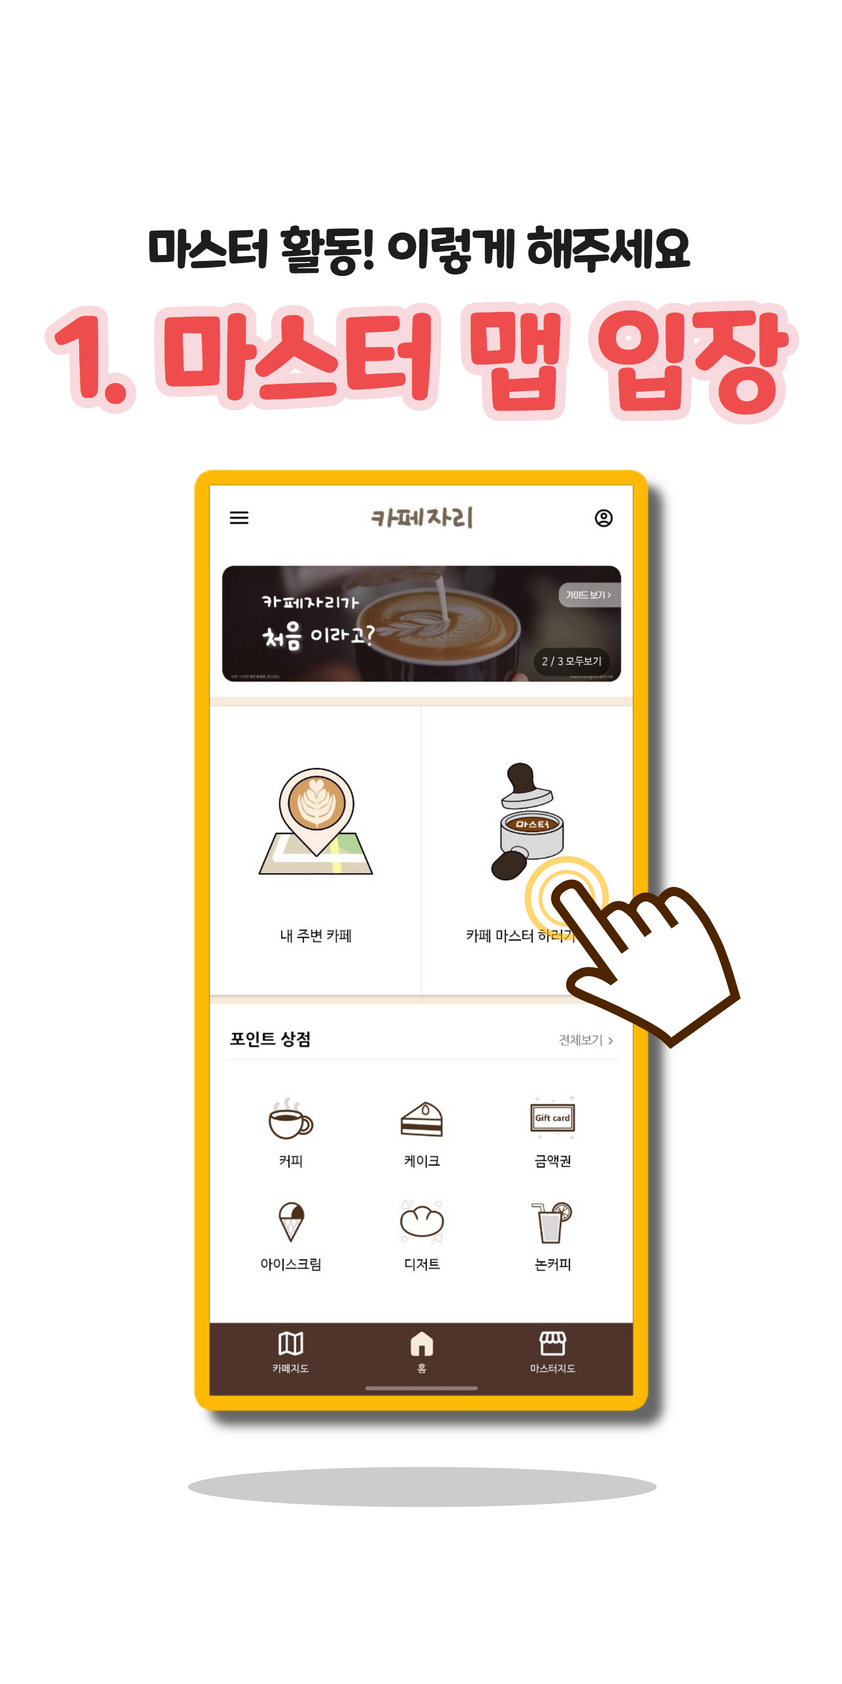 마스터 활동! 이렇게 해주세요
1. 마스터 맵 입장
카페자리
카페자리가
처음 이라고?
가이드 보기 >
2 / 3 모두보기
마스터
내 주변 카페
카페 마스터 하러가
포인트 상점
전체보기 >
커피
케이크
Gift card
금액권
아이스크림
디저트
논커피
카페지도
홈
마스터지도